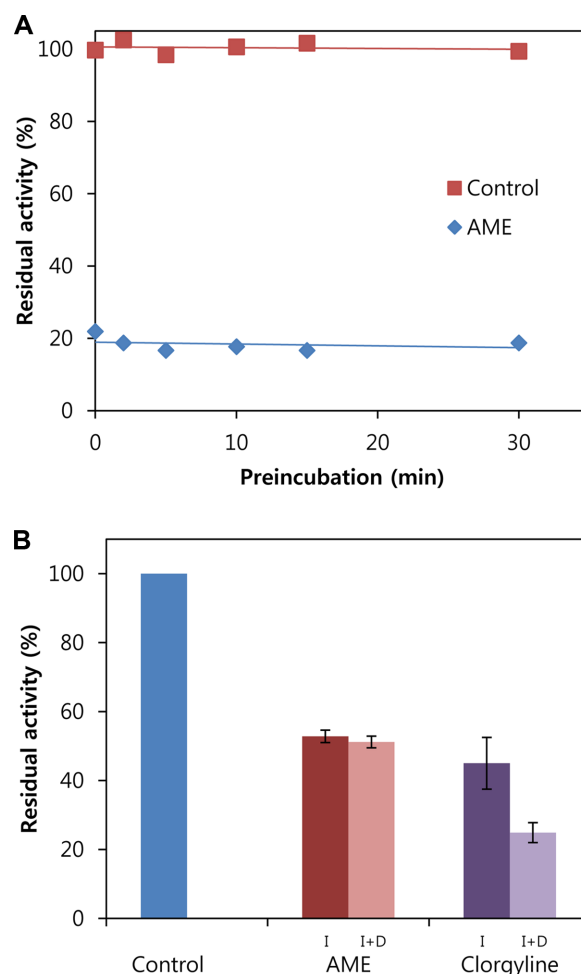 A
100
80
60
40
20
0
Residual activity (%)
Control
AME
0 10 20 30
Preincubation (min)
B
100
80
60
40
20
0
Residual activity (%)
I I+D I I+D
Control AME Clorgyline